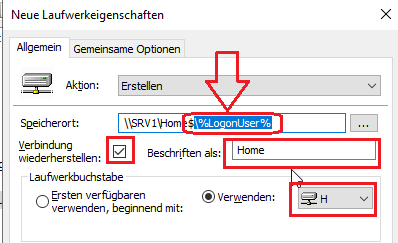 Neue Laufwerkeigenschaften
Allgemein Gemeinsame Optionen
Aktion: Erstellen
Speicherort: \\SRV1\Home$\%LogonUser% ...
Verbindung
wiederherstellen: Beschriften als: Home
Laufwerkbuchstabe
Ersten verfügbaren
verwenden, beginnend mit: Verwenden: H